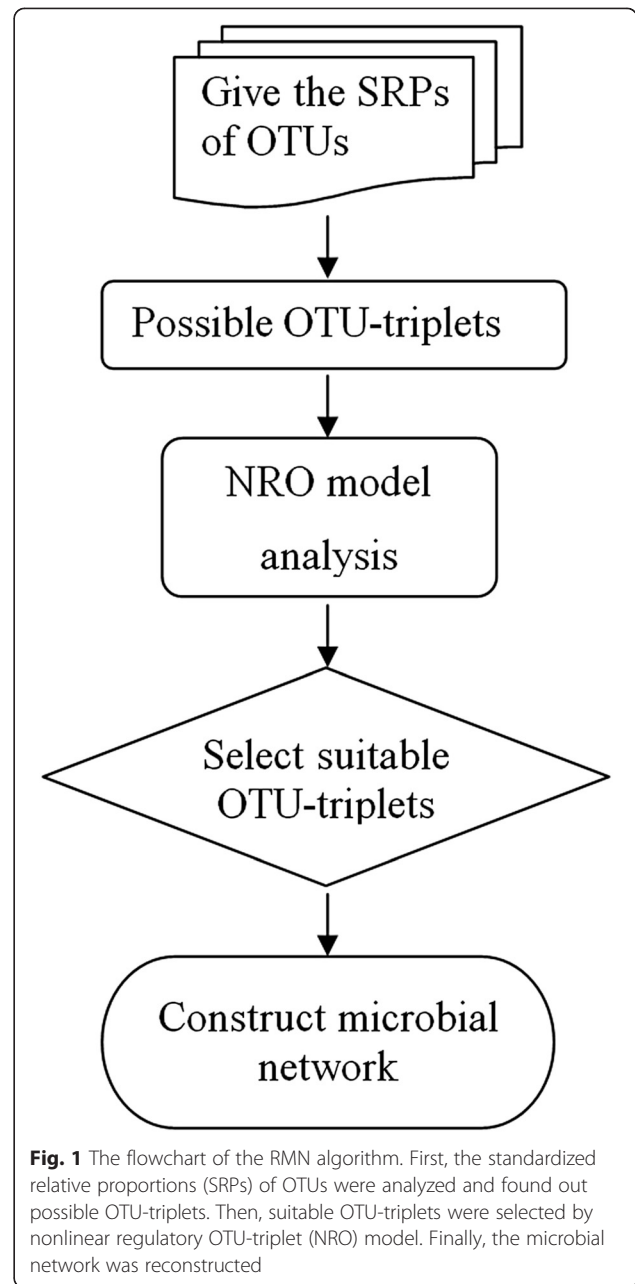 Give the SRPs
of OTUs
Possible OTU-triplets
NRO model
analysis
Select suitable
OTU-triplets
Construct microbial
network
Fig. 1 The flowchart of the RMN algorithm. First, the standardized
relative proportions (SRPs) of OTUs were analyzed and found out
possible OTU-triplets. Then, suitable OTU-triplets were selected by
nonlinear regulatory OTU-triplet (NRO) model. Finally, the microbial
network was reconstructed